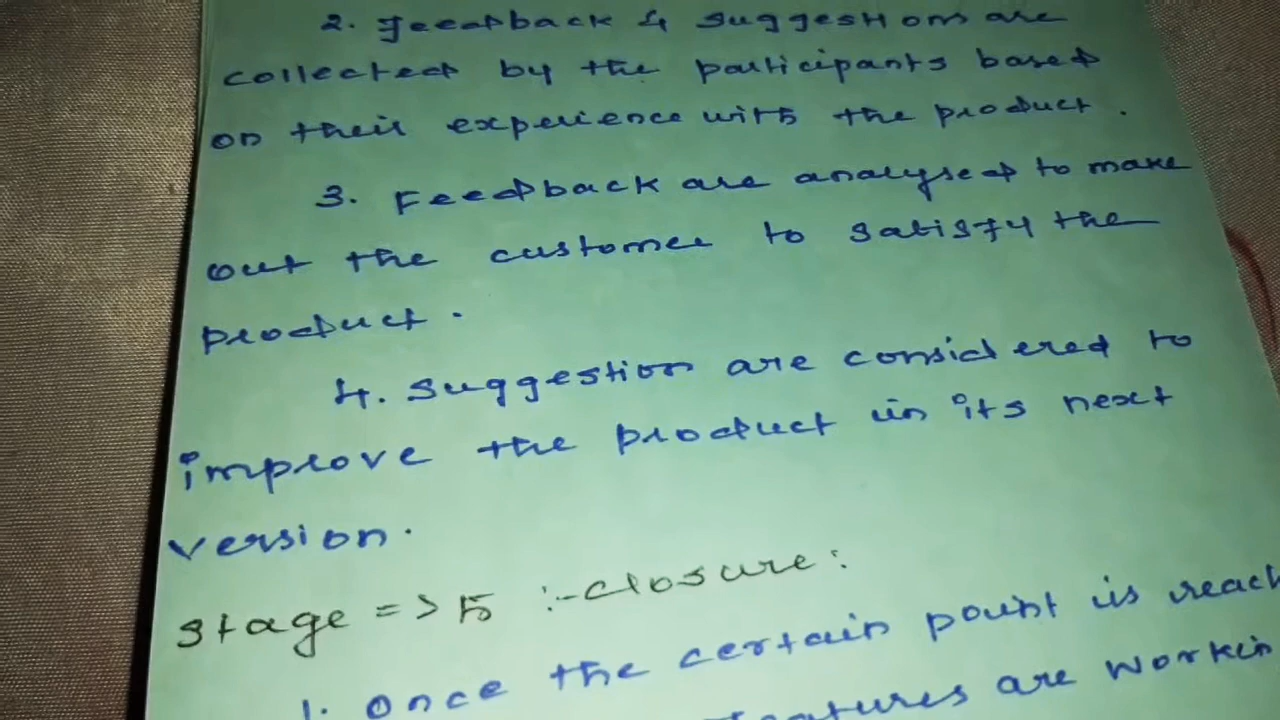 2. Feedback & suggestions are
collected by the participants based
on their experience with the product.
3. Feedback are analysed to make
out the customer to satisfy the
product.
4. Suggestion are considered to
improve the product in its next
version.
Stage => 5 :- Closure:
1. Once the certain point is reach
are workin